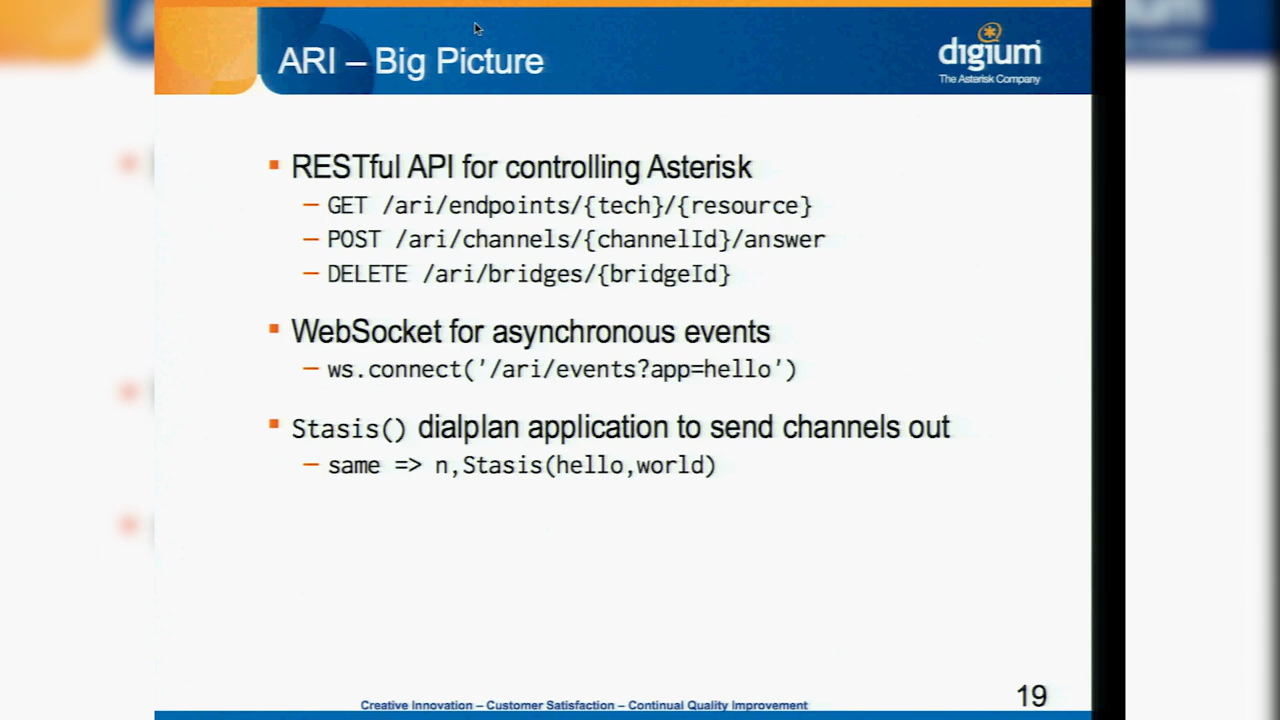 ARI – Big Picture
digium
The Asterisk Company
RESTful API for controlling Asterisk
– GET /ari/endpoints/{tech}/{resource}
– POST /ari/channels/{channelId}/answer
– DELETE /ari/bridges/{bridgeId}
WebSocket for asynchronous events
– ws.connect('/ari/events?app=hello')
Stasis() dialplan application to send channels out
– same => n,Stasis(hello,world)
Creative Innovation – Customer Satisfaction – Continual Quality Improvement
19